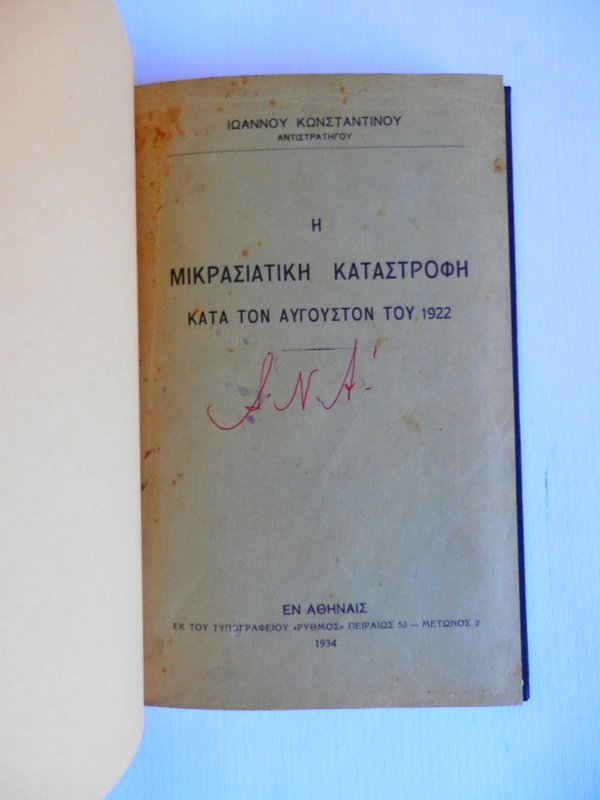 ΙΩΑΝΝΟΥ ΚΩΝΣΤΑΝΤΙΝΟΥ
ΑΝΤΙΣΤΡΑΤΗΓΟΥ
Η
ΜΙΚΡΑΣΙΑΤΙΚΗ ΚΑΤΑΣΤΡΟΦΗ
ΚΑΤΑ ΤΟΝ ΑΥΓΟΥΣΤΟΝ ΤΟΥ 1922
Α.Ν.Α!
ΕΝ ΑΘΗΝΑΙΣ
ΕΚ ΤΟΥ ΤΥΠΟΓΡΑΦΕΙΟΥ «ΡΥΘΜΟΣ» ΠΕΙΡΑΙΩΣ 52 — ΜΕΤΩΝΟΣ 2
1934